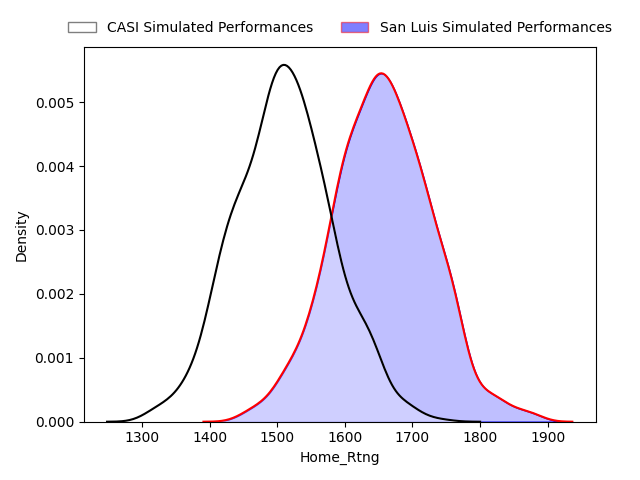 CASI Simulated Performances
San Luis Simulated Performances
Density
0.005
0.004
0.003
0.002
0.001
0.000
1300 1400 1500 1600 1700 1800 1900
Home_Rtng